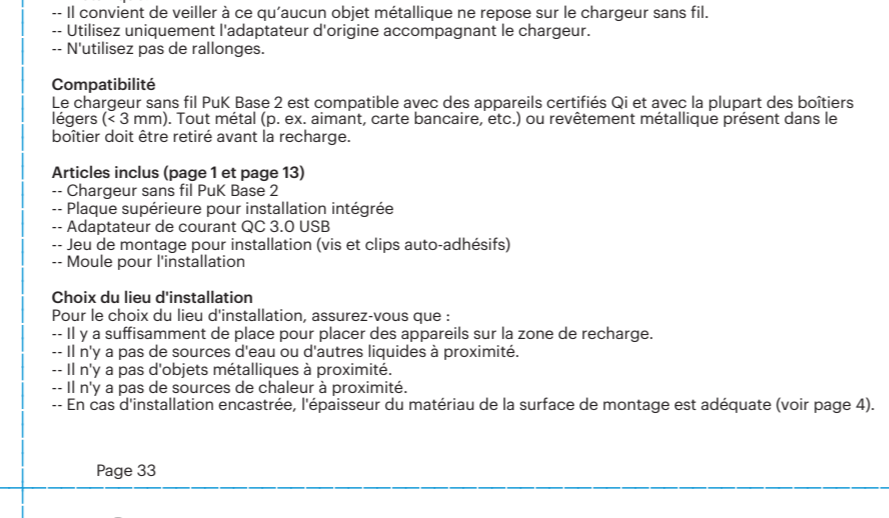 -- Il convient de veiller à ce qu’aucun objet métallique ne repose sur le chargeur sans fil.
-- Utilisez uniquement l'adaptateur d'origine accompagnant le chargeur.
-- N'utilisez pas de rallonges.
Compatibilité
Le chargeur sans fil PuK Base 2 est compatible avec des appareils certifiés Qi et avec la plupart des boîtiers
légers (< 3 mm). Tout métal (p. ex. aimant, carte bancaire, etc.) ou revêtement métallique présent dans le
boîtier doit être retiré avant la recharge.
Articles inclus (page 1 et page 13)
-- Chargeur sans fil PuK Base 2
-- Plaque supérieure pour installation intégrée
-- Adaptateur de courant QC 3.0 USB
-- Jeu de montage pour installation (vis et clips auto-adhésifs)
-- Moule pour l'installation
Choix du lieu d'installation
Pour le choix du lieu d'installation, assurez-vous que :
-- Il y a suffisamment de place pour placer des appareils sur la zone de recharge.
-- Il n'y a pas de sources d'eau ou d'autres liquides à proximité.
-- Il n'y a pas d'objets métalliques à proximité.
-- Il n'y a pas de sources de chaleur à proximité.
-- En cas d'installation encastrée, l'épaisseur du matériau de la surface de montage est adéquate (voir page 4).
Page 33